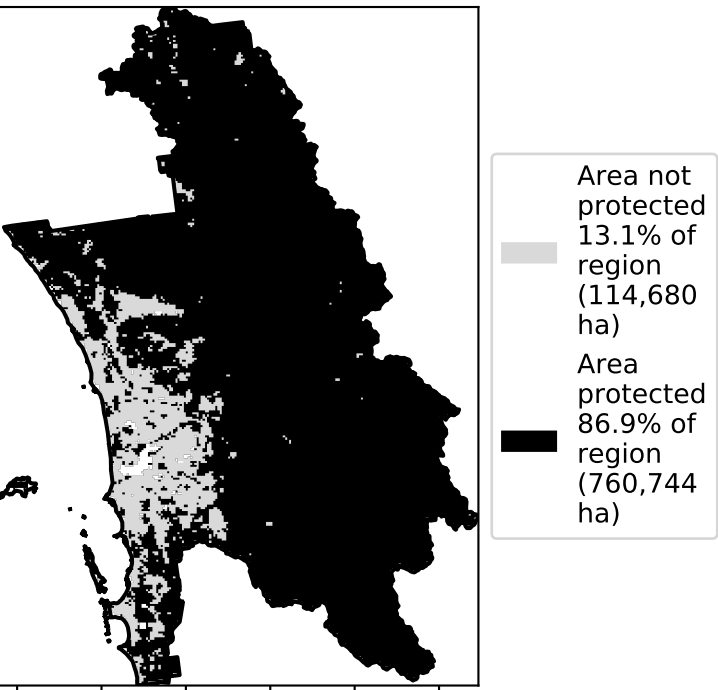 Area not
protected
13.1% of
region
(114,680
ha)
Area
protected
86.9% of
region
(760,744
ha)